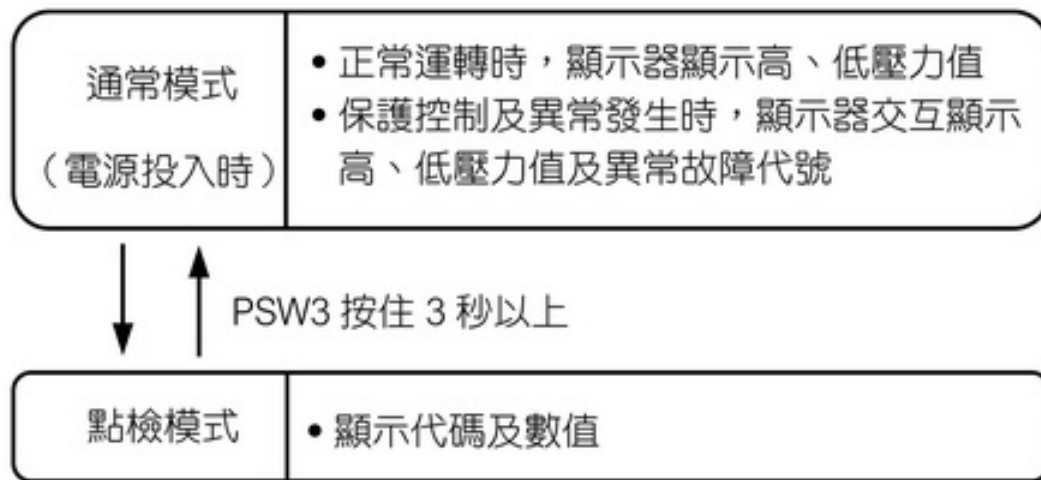 通常模式
（電源投入時）
• 正常運轉時，顯示器顯示高、低壓力值
• 保護控制及異常發生時，顯示器交互顯示
高、低壓力值及異常故障代號
PSW3 按住 3 秒以上
點檢模式
• 顯示代碼及數值